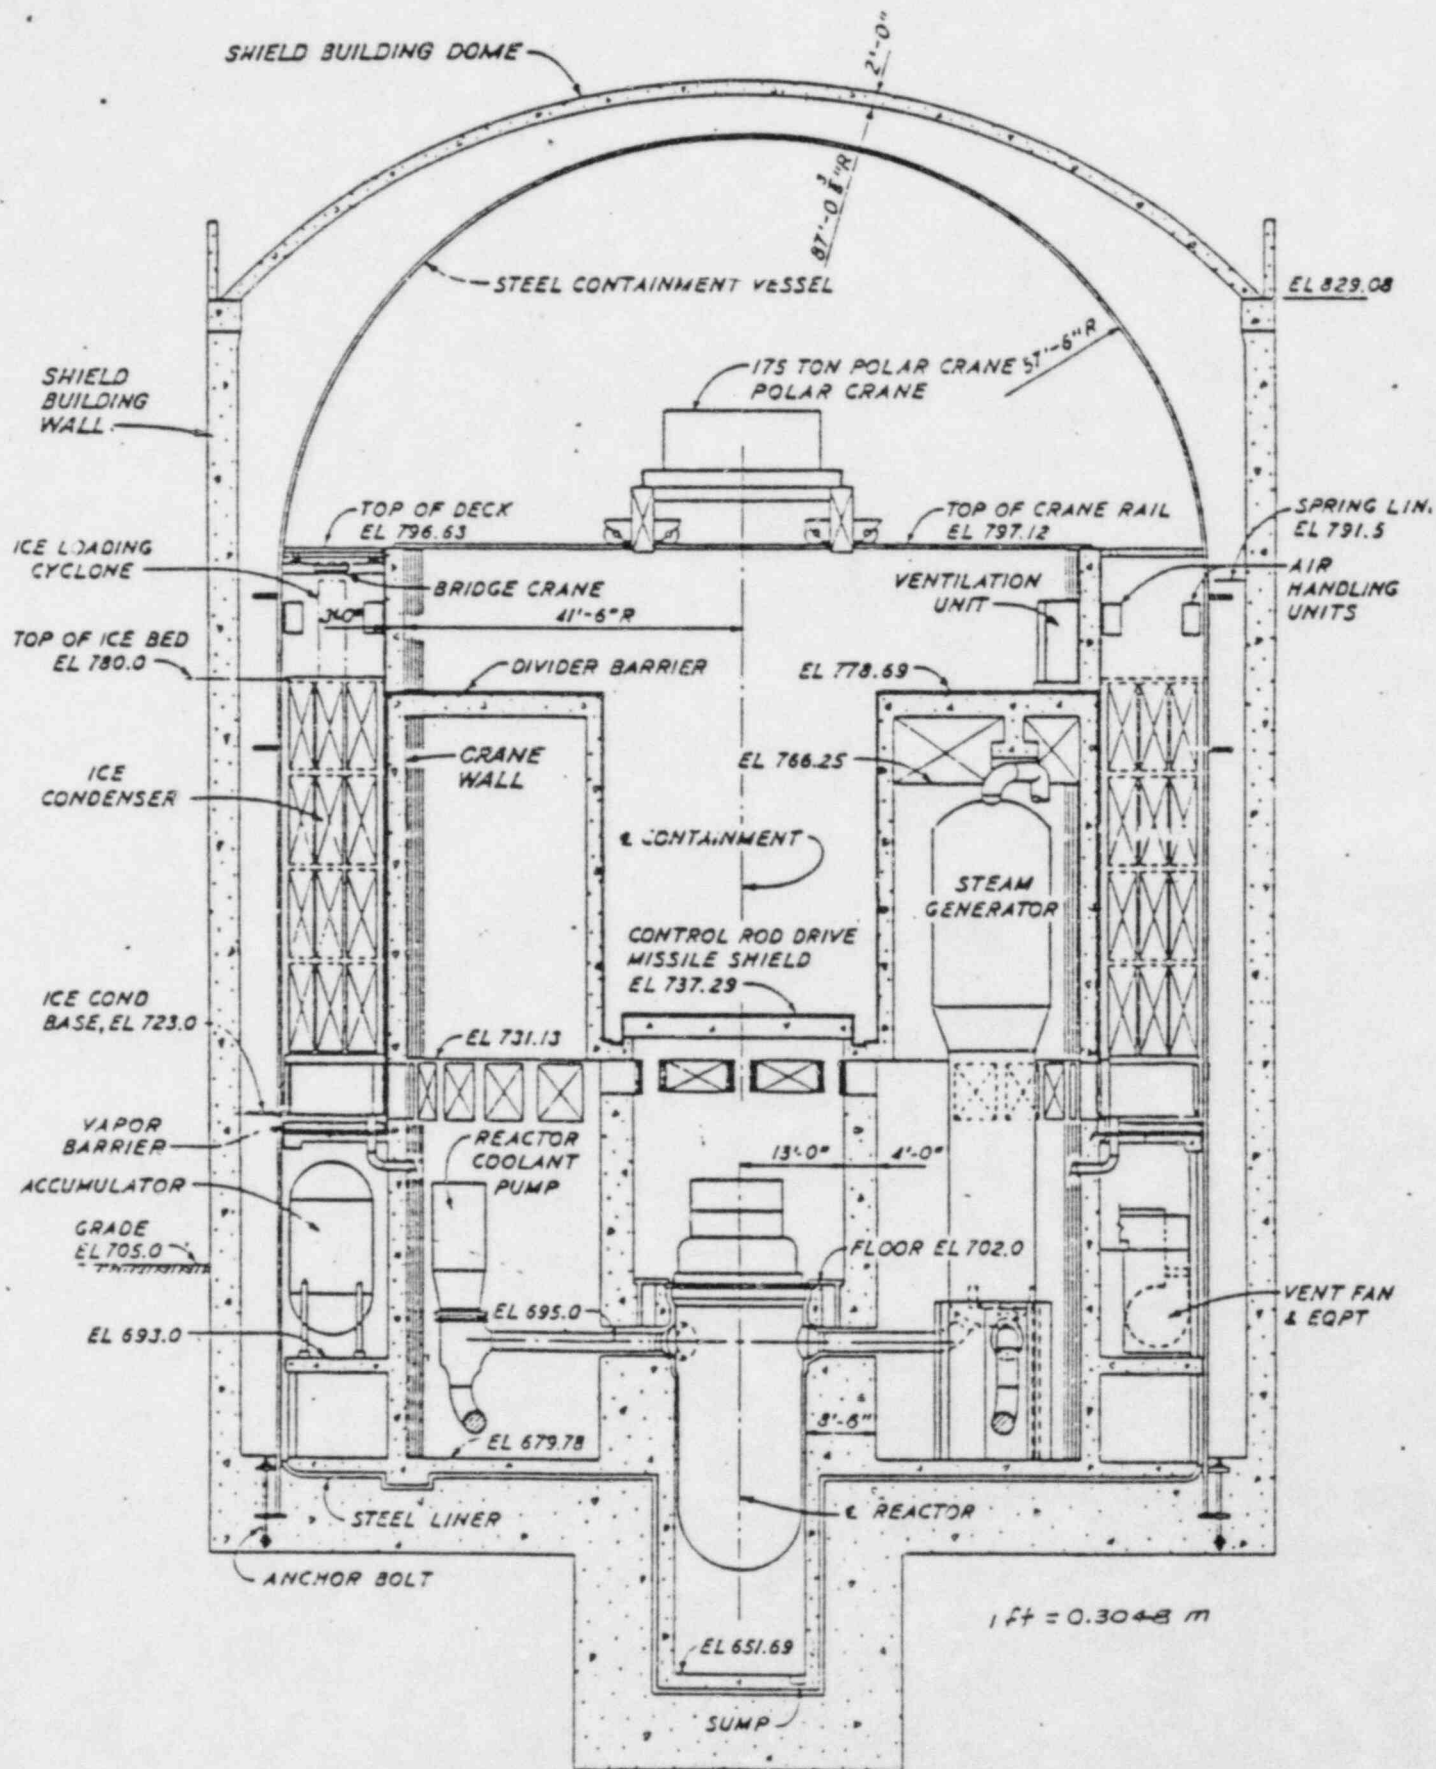 SHIELD BUILDING DOME
2'-0"
87'-0 3/8"R
STEEL CONTAINMENT VESSEL
EL 829.08
175 TON POLAR CRANE
POLAR CRANE
57'-6"R
SHIELD
BUILDING
WALL
TOP OF DECK
EL 796.63
TOP OF CRANE RAIL
EL 797.12
SPRING LIN.
EL 791.5
ICE LOADING
CYCLONE
BRIDGE CRANE
VENTILATION
UNIT
AIR
HANDLING
UNITS
41'-6"R
TOP OF ICE BED
EL 780.0
DIVIDER BARRIER
EL 778.69
CRANE
WALL
EL 766.25
ICE
CONDENSER
℄ CONTAINMENT
STEAM
GENERATOR
CONTROL ROD DRIVE
MISSILE SHIELD
EL 737.29
ICE COND
BASE, EL 723.0
EL 731.13
VAPOR
BARRIER
REACTOR
COOLANT
PUMP
13'-0"
4'-0"
ACCUMULATOR
GRADE
EL 705.0
FLOOR EL 702.0
EL 695.0
VENT FAN
& EQPT
EL 693.0
8'-6"
EL 679.78
STEEL LINER
℄ REACTOR
ANCHOR BOLT
1 ft = 0.3048 m
EL 651.69
SUMP